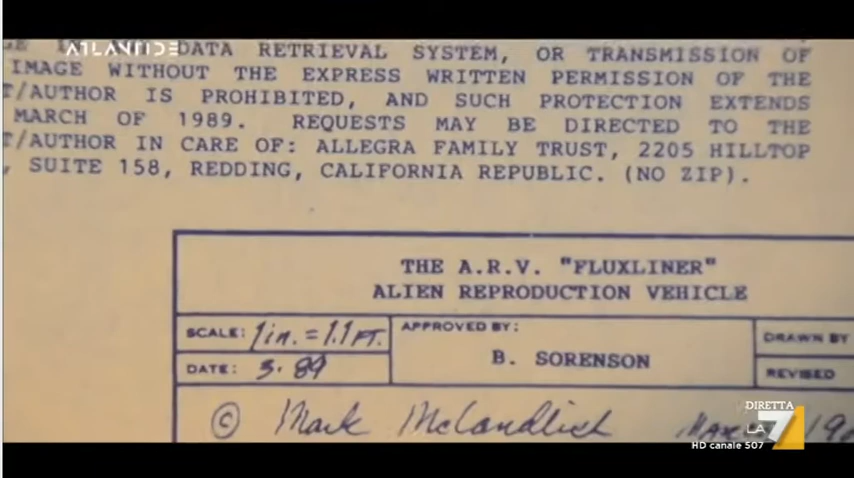 ATLANTIDE
DATA RETRIEVAL SYSTEM, OR TRANSMISSION OF
IMAGE WITHOUT THE EXPRESS WRITTEN PERMISSION OF THE
T/AUTHOR IS PROHIBITED, AND SUCH PROTECTION EXTENDS
MARCH OF 1989. REQUESTS MAY BE DIRECTED TO THE
T/AUTHOR IN CARE OF: ALLEGRA FAMILY TRUST, 2205 HILLTOP
, SUITE 158, REDDING, CALIFORNIA REPUBLIC. (NO ZIP).
THE A.R.V. "FLUXLINER"
ALIEN REPRODUCTION VEHICLE
SCALE: 1in. = 1.1 FT.
APPROVED BY:
DRAWN BY
B. SORENSON
DATE: 3.89
REVISED
© Mark McCandlish
DIRETTA
LA 7
HD canale 507